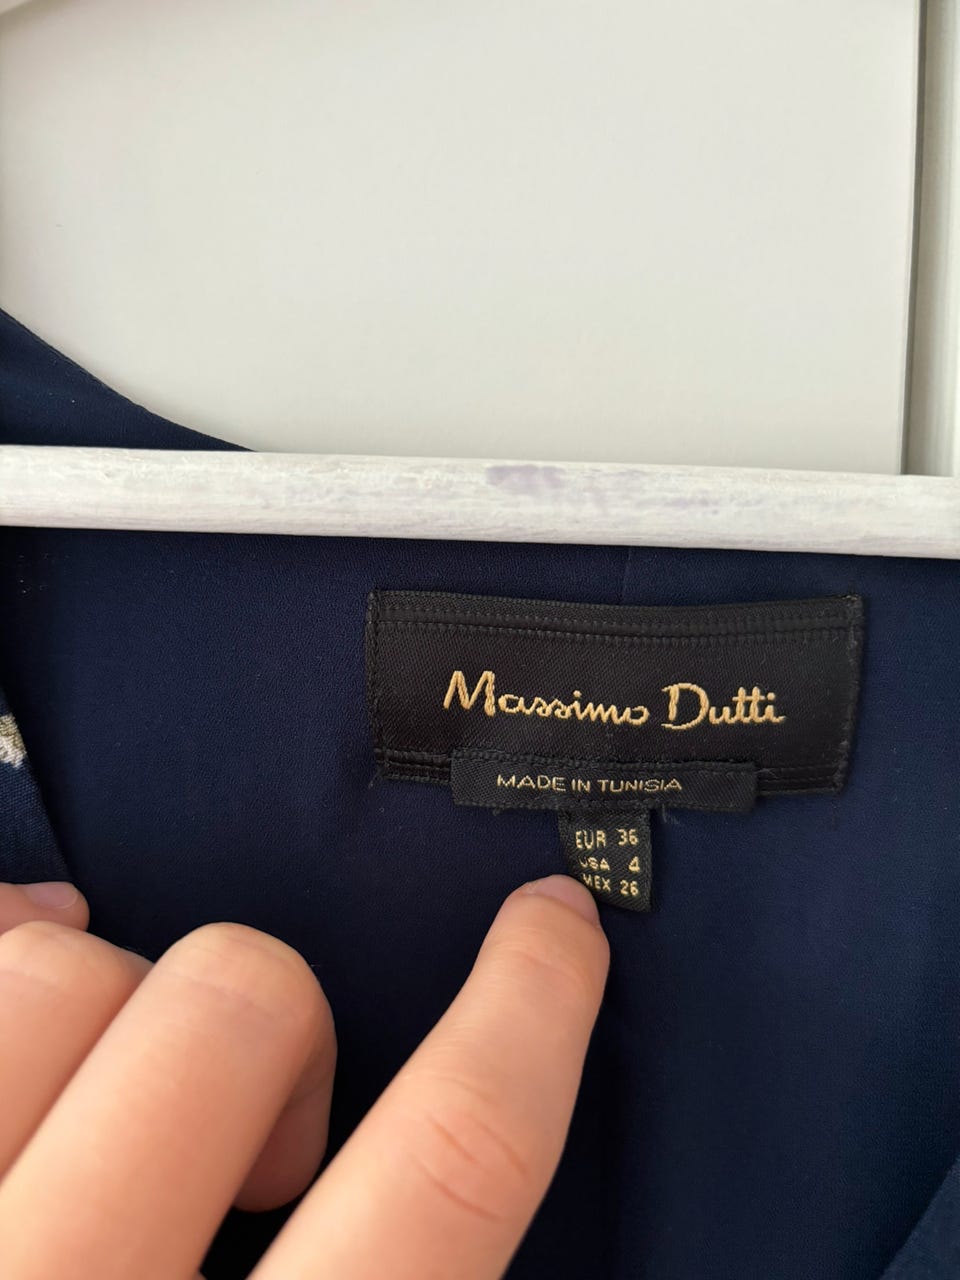 Massimo Dutti
MADE IN TUNISIA
EUR 36
USA 4
MEX 26